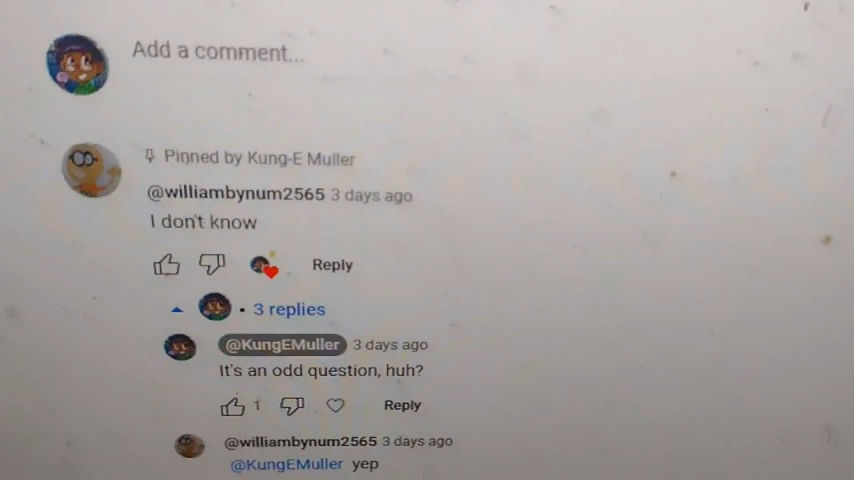 Add a comment...
Pinned by Kung-E Muller
@williambynum2565 3 days ago
I don't know
Reply
3 replies
@KungEMuller 3 days ago
It's an odd question, huh?
1 Reply
@williambynum2565 3 days ago
@KungEMuller yep